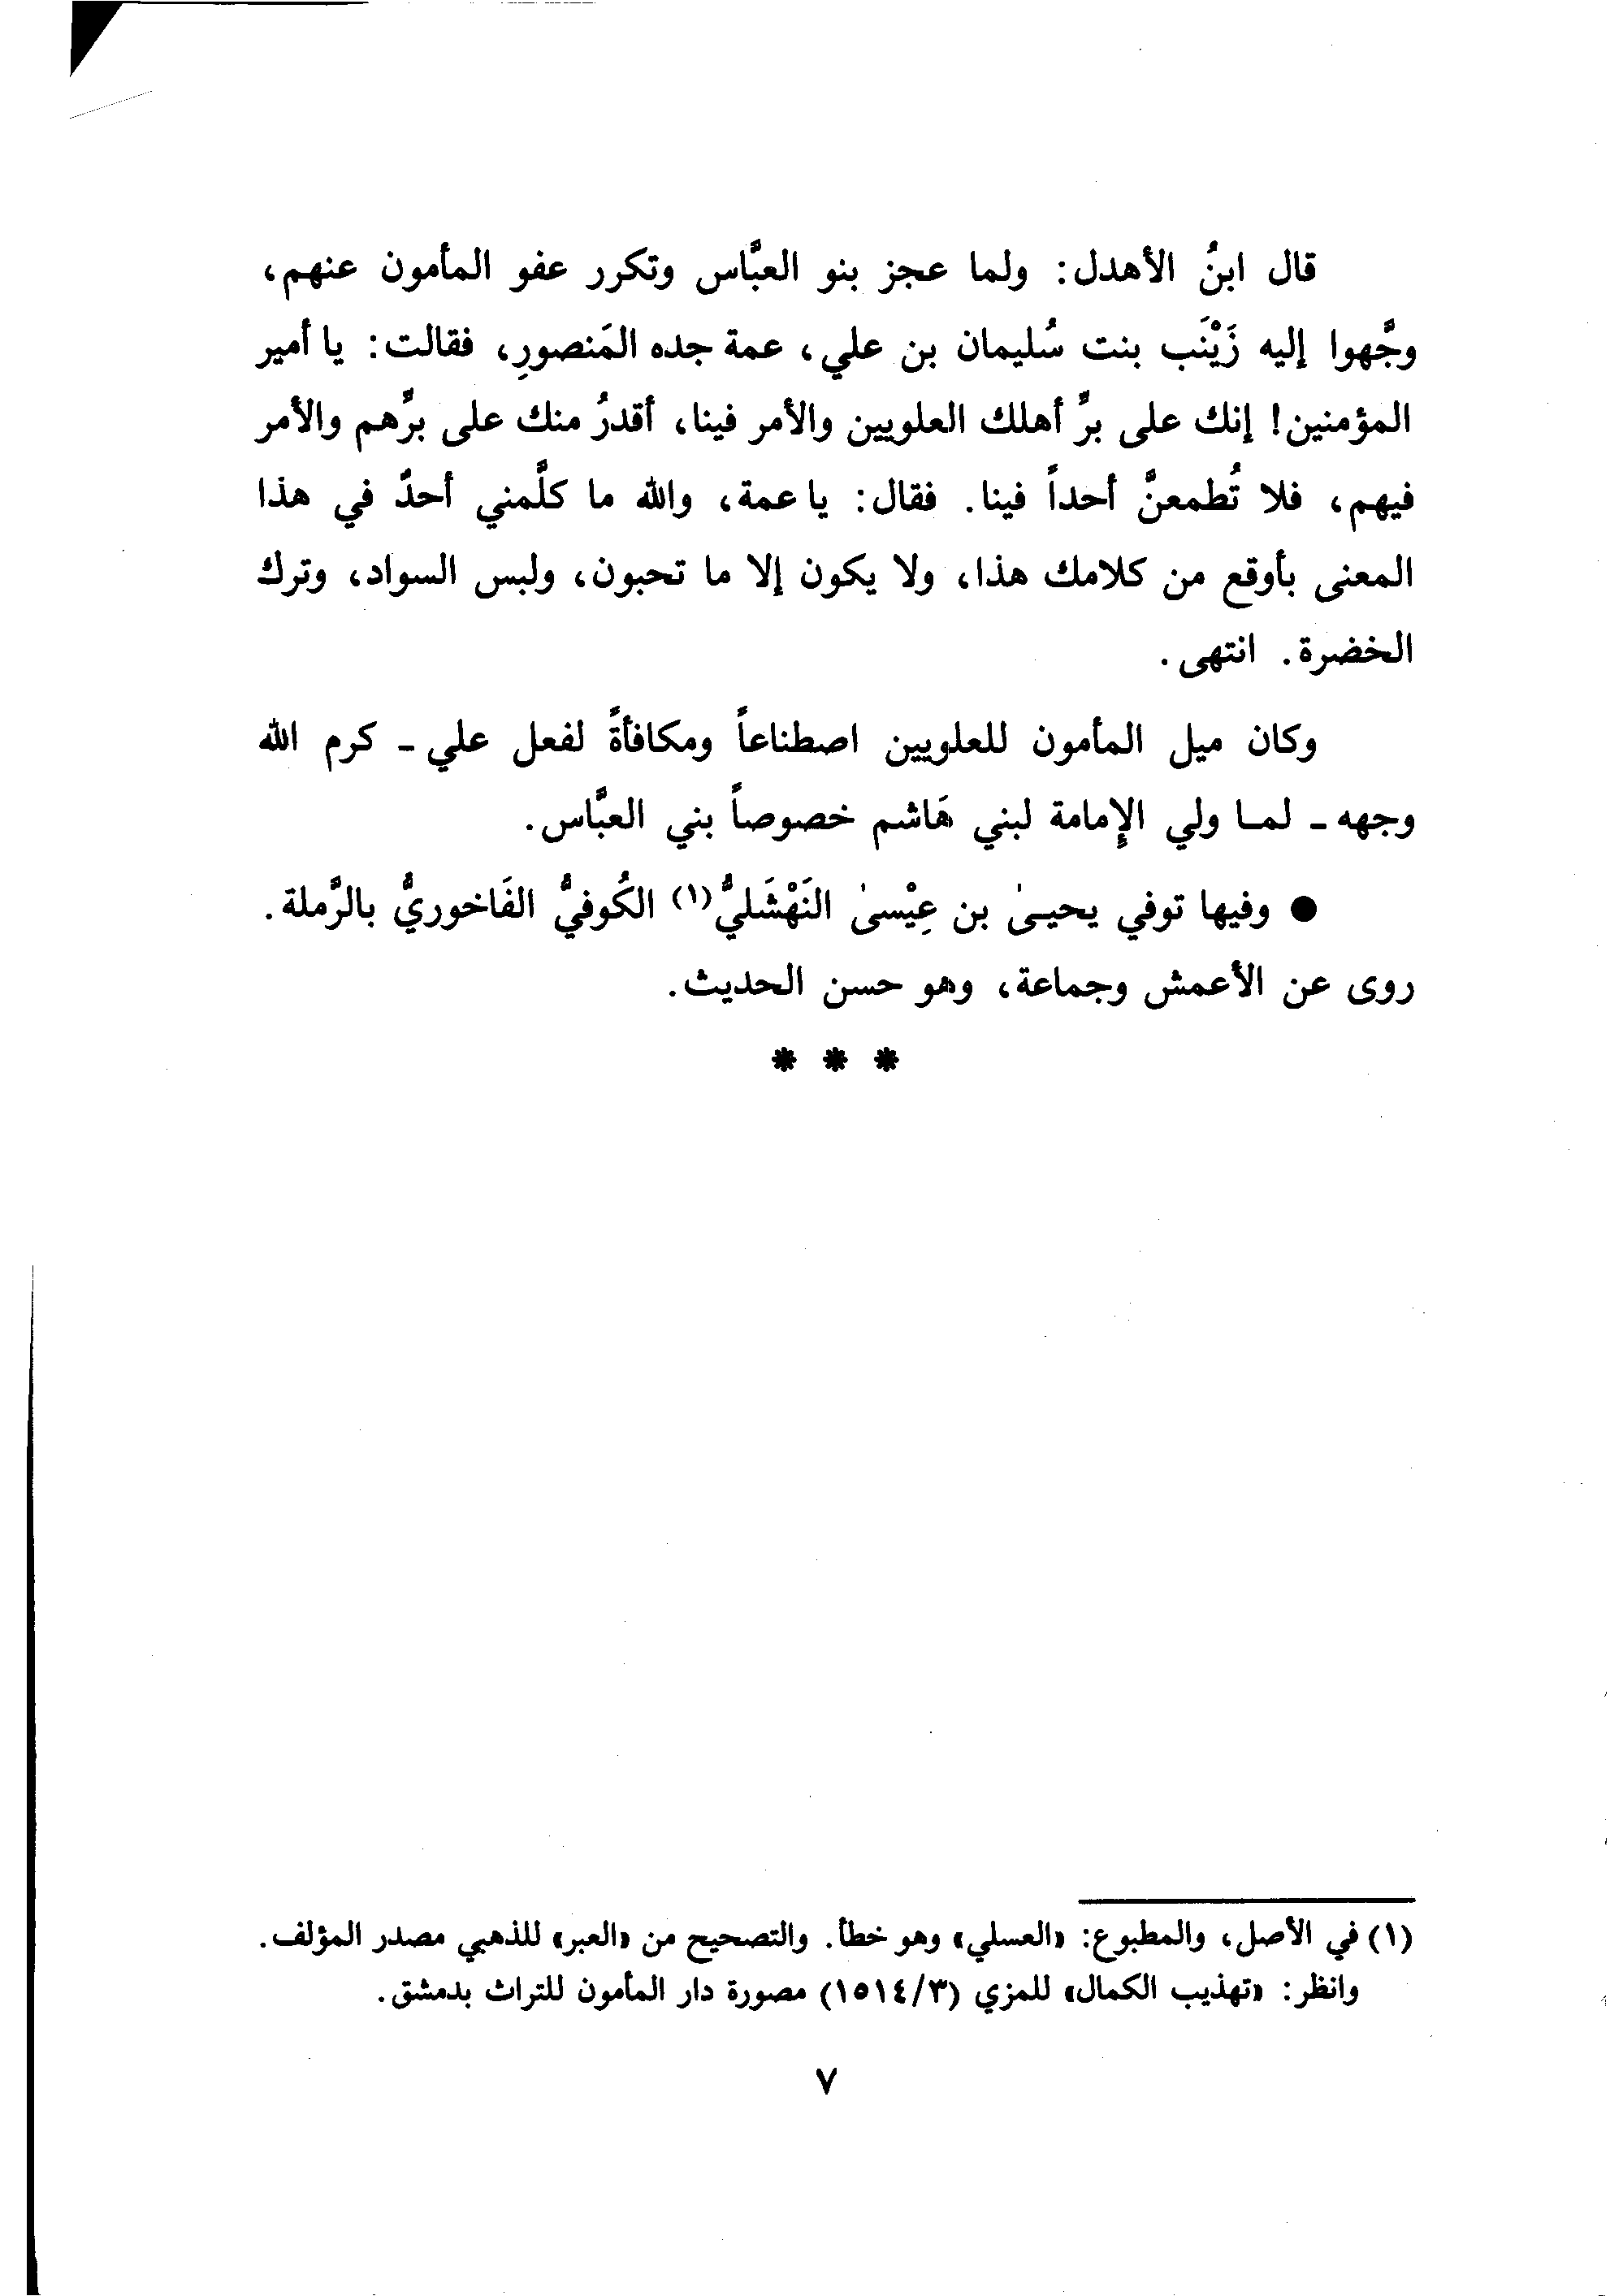 قال ابنُ الأهدل: ولما عجز بنو العبَّاس وتكرر عفو المأمون عنهم،
وجَّهوا إليه زَيْنَب بنت سُليمان بن علي، عمة جده المَنصورِ، فقالت: يا أمير
المؤمنين! إنك على برِّ أهلك العلويين والأمر فينا، أقدرُ منك على برِّهم والأمر
فيهم، فلا تُطمعنَّ أحداً فينا. فقال: يا عمة، والله ما كلَّمني أحدٌ في هذا
المعنى بأوقع من كلامك هذا، ولا يكون إلا ما تحبون، ولبس السواد، وترك
الخضرة. انتهى.
وكان ميل المأمون للعلويين اصطناعاً ومكافأةً لفعل علي - كرم الله
وجهه - لما ولي الإمامة لبني هَاشم خصوصاً بني العبَّاس.
● وفيها توفي يحيىٰ بن عِيْسىٰ النَهْشَليُّ(١) الكُوفيُّ الفَاخوريُّ بالرَّملة.
روى عن الأعمش وجماعة، وهو حسن الحديث.
* * *
(١) في الأصل، والمطبوع: «العسلي» وهو خطأ. والتصحيح من «العبر» للذهبي مصدر المؤلف.
وانظر: «تهذيب الكمال» للمزي (٣/١٥١٤) مصورة دار المأمون للتراث بدمشق.
٧